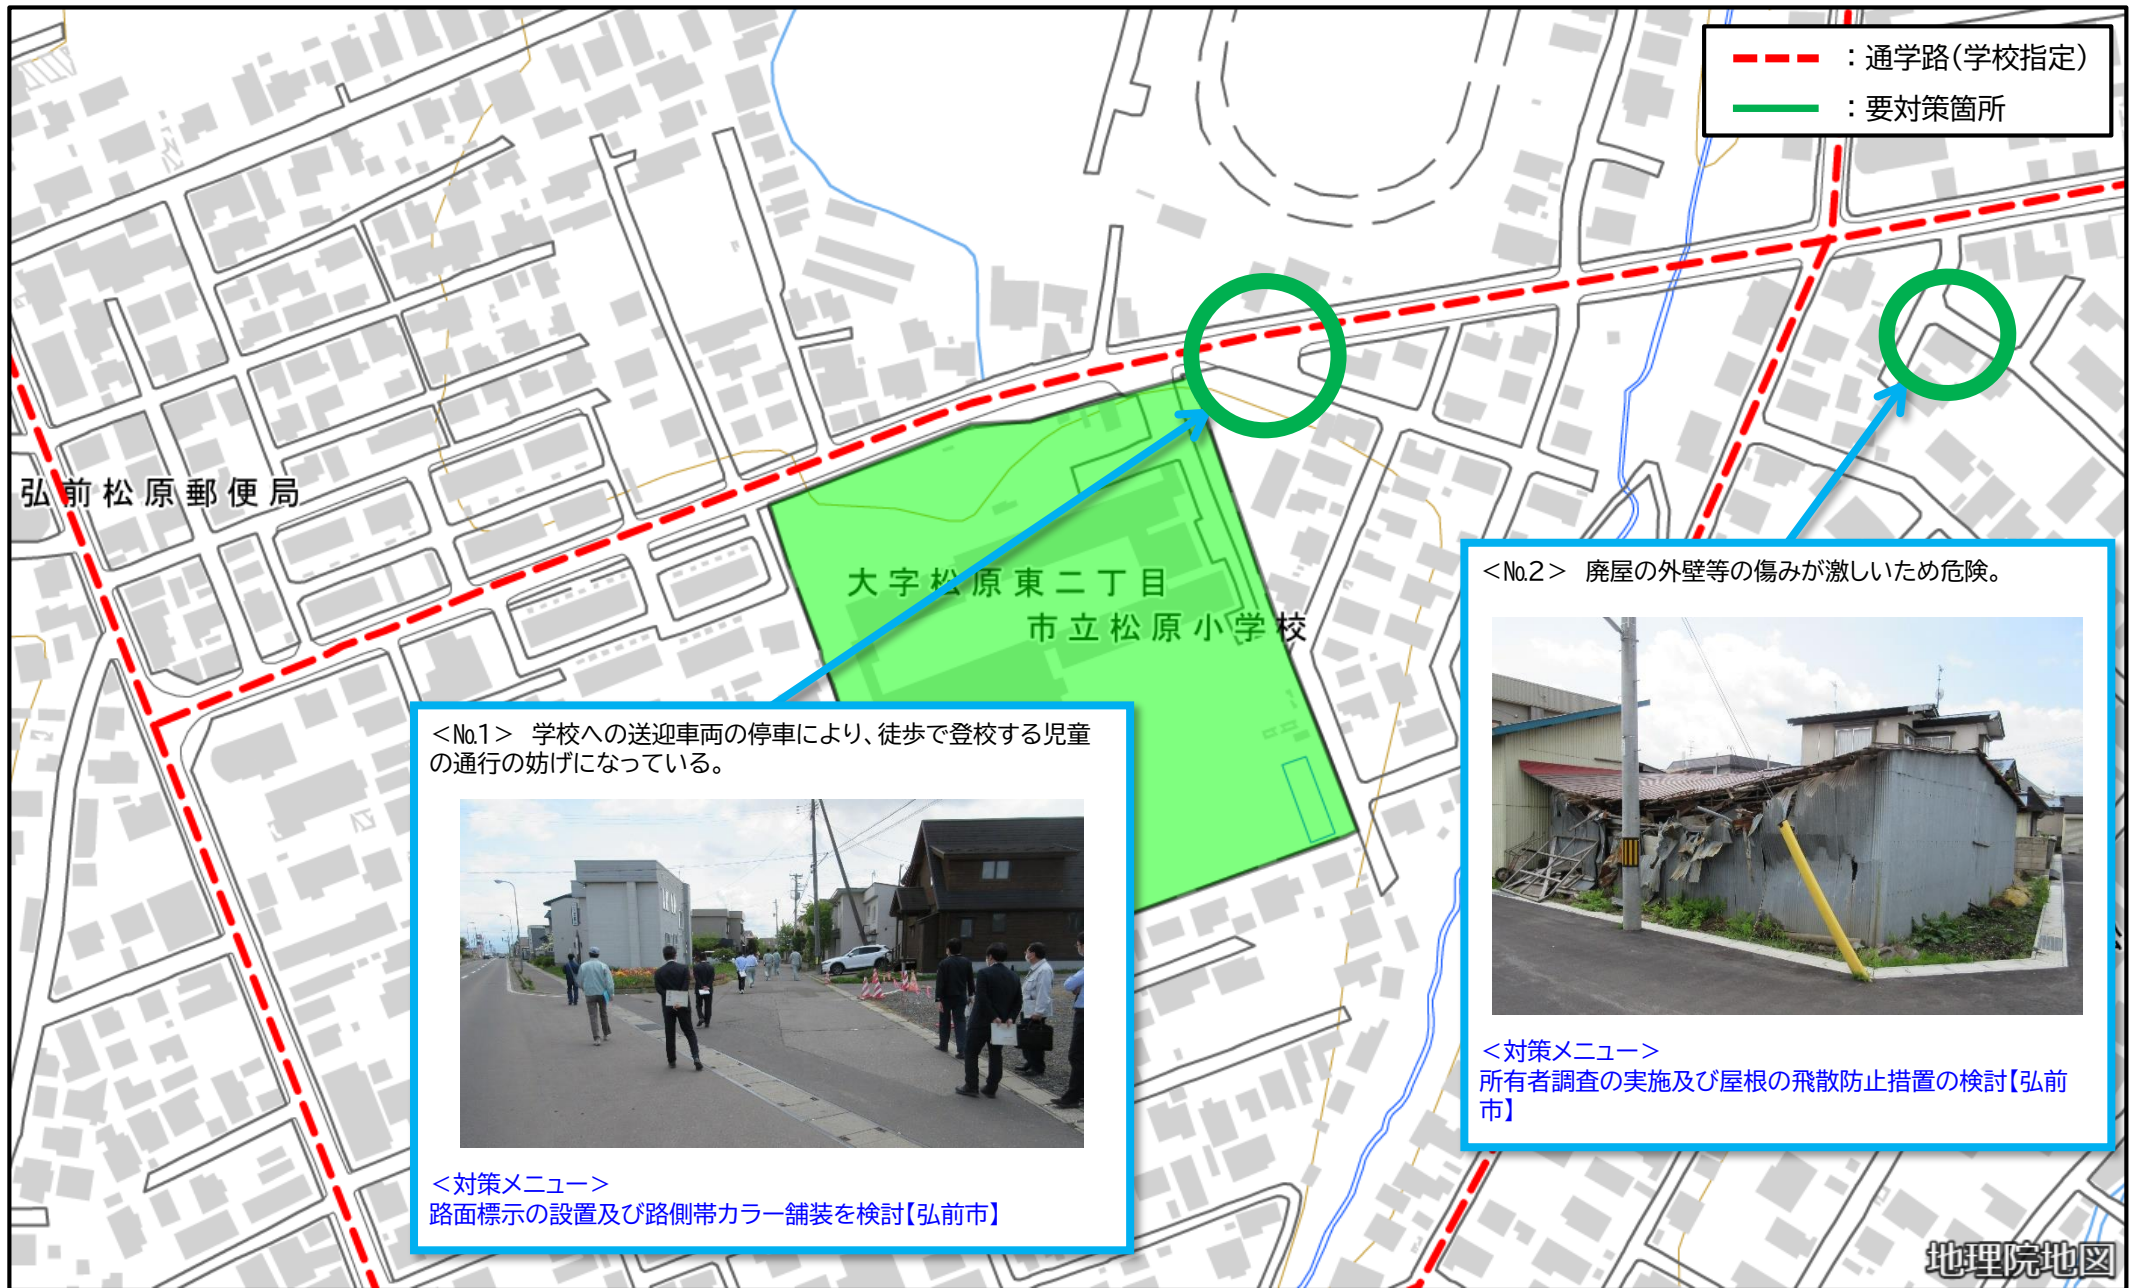 ：通学路(学校指定)
：要対策箇所
弘前松原郵便局
大字松原東二丁目
市立松原小学校
＜№1＞ 学校への送迎車両の停車により、徒歩で登校する児童
の通行の妨げになっている。
＜対策メニュー＞
路面標示の設置及び路側帯カラー舗装を検討【弘前市】
＜№2＞ 廃屋の外壁等の傷みが激しいため危険。
＜対策メニュー＞
所有者調査の実施及び屋根の飛散防止措置の検討【弘前
市】
地理院地図